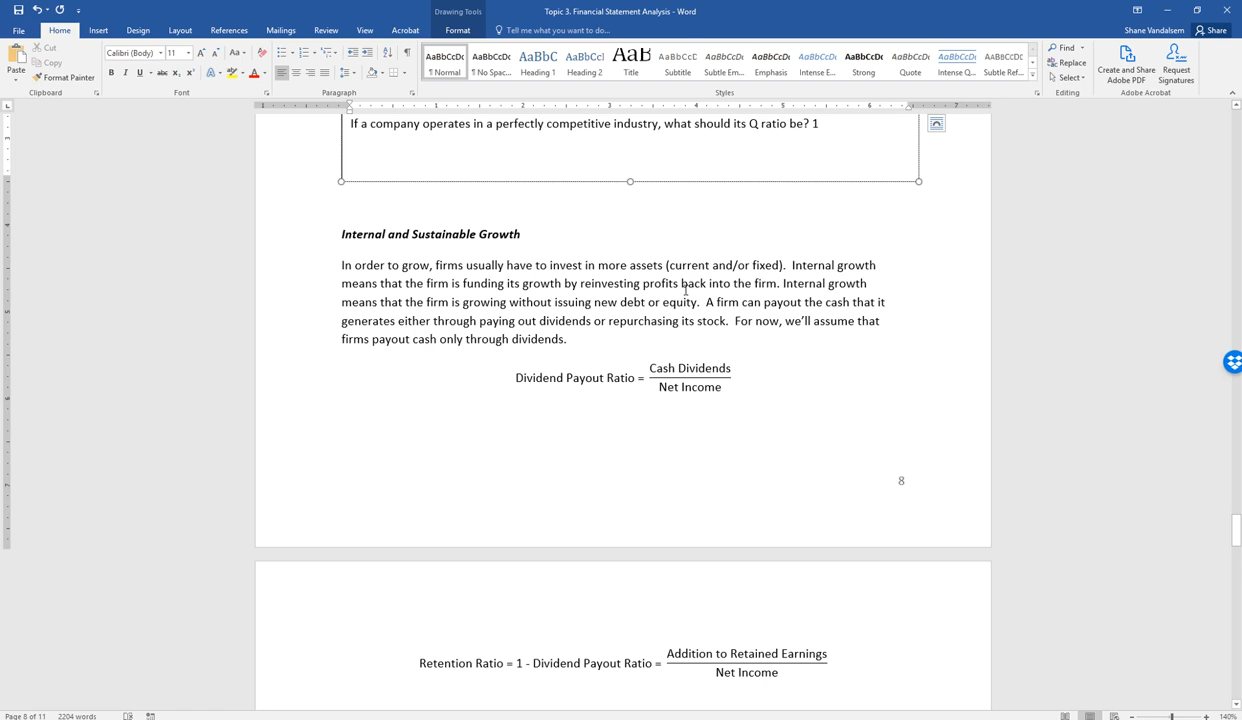 Drawing Tools
Topic 3. Financial Statement Analysis - Word
File Home Insert Design Layout References Mailings Review View Acrobat Format Tell me what you want to do... Shane Vandalsem Share
Paste Cut Copy Format Painter
Calibri (Body) 11
AaBbCcDc AaBbCcDc AaBbC AaBbCcI AaB AaBbCcD AaBbCcDc AaBbCcDc AaBbCcDc AaBbCcDc AaBbCcDc AaBbCcDc AaBbCcDc
¶ Normal ¶ No Spac... Heading 1 Heading 2 Title Subtitle Subtle Em... Emphasis Intense E... Strong Quote Intense Q... Subtle Ref...
Find Replace Select
Create and Share Adobe PDF Request Signatures
Clipboard Font Paragraph Styles Editing Adobe Acrobat
If a company operates in a perfectly competitive industry, what should its Q ratio be? 1
Internal and Sustainable Growth
In order to grow, firms usually have to invest in more assets (current and/or fixed). Internal growth
means that the firm is funding its growth by reinvesting profits back into the firm. Internal growth
means that the firm is growing without issuing new debt or equity. A firm can payout the cash that it
generates either through paying out dividends or repurchasing its stock. For now, we'll assume that
firms payout cash only through dividends.
Dividend Payout Ratio = Cash Dividends
Net Income
8
Retention Ratio = 1 - Dividend Payout Ratio = Addition to Retained Earnings
Net Income
Page 8 of 11 2204 words 140%